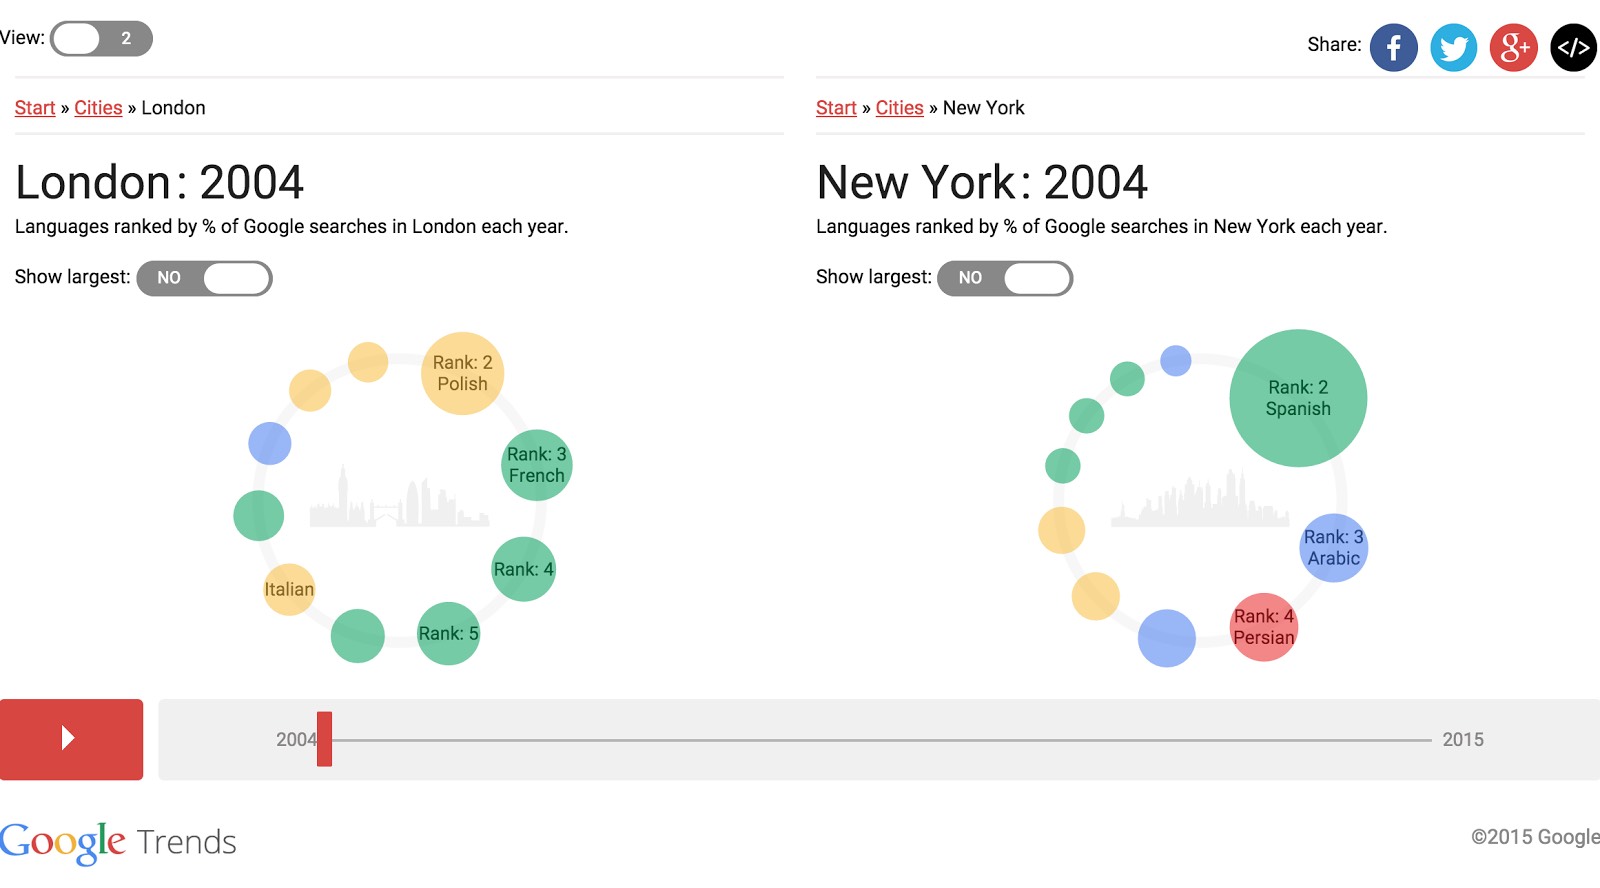 View: 2
Share: f g+ </>
Start » Cities » London
Start » Cities » New York
London: 2004
Languages ranked by % of Google searches in London each year.
Show largest: NO
New York: 2004
Languages ranked by % of Google searches in New York each year.
Show largest: NO
Rank: 2
Polish
Rank: 3
French
Rank: 4
Rank: 5
Italian
Rank: 2
Spanish
Rank: 3
Arabic
Rank: 4
Persian
2004
2015
Google Trends
©2015 Google